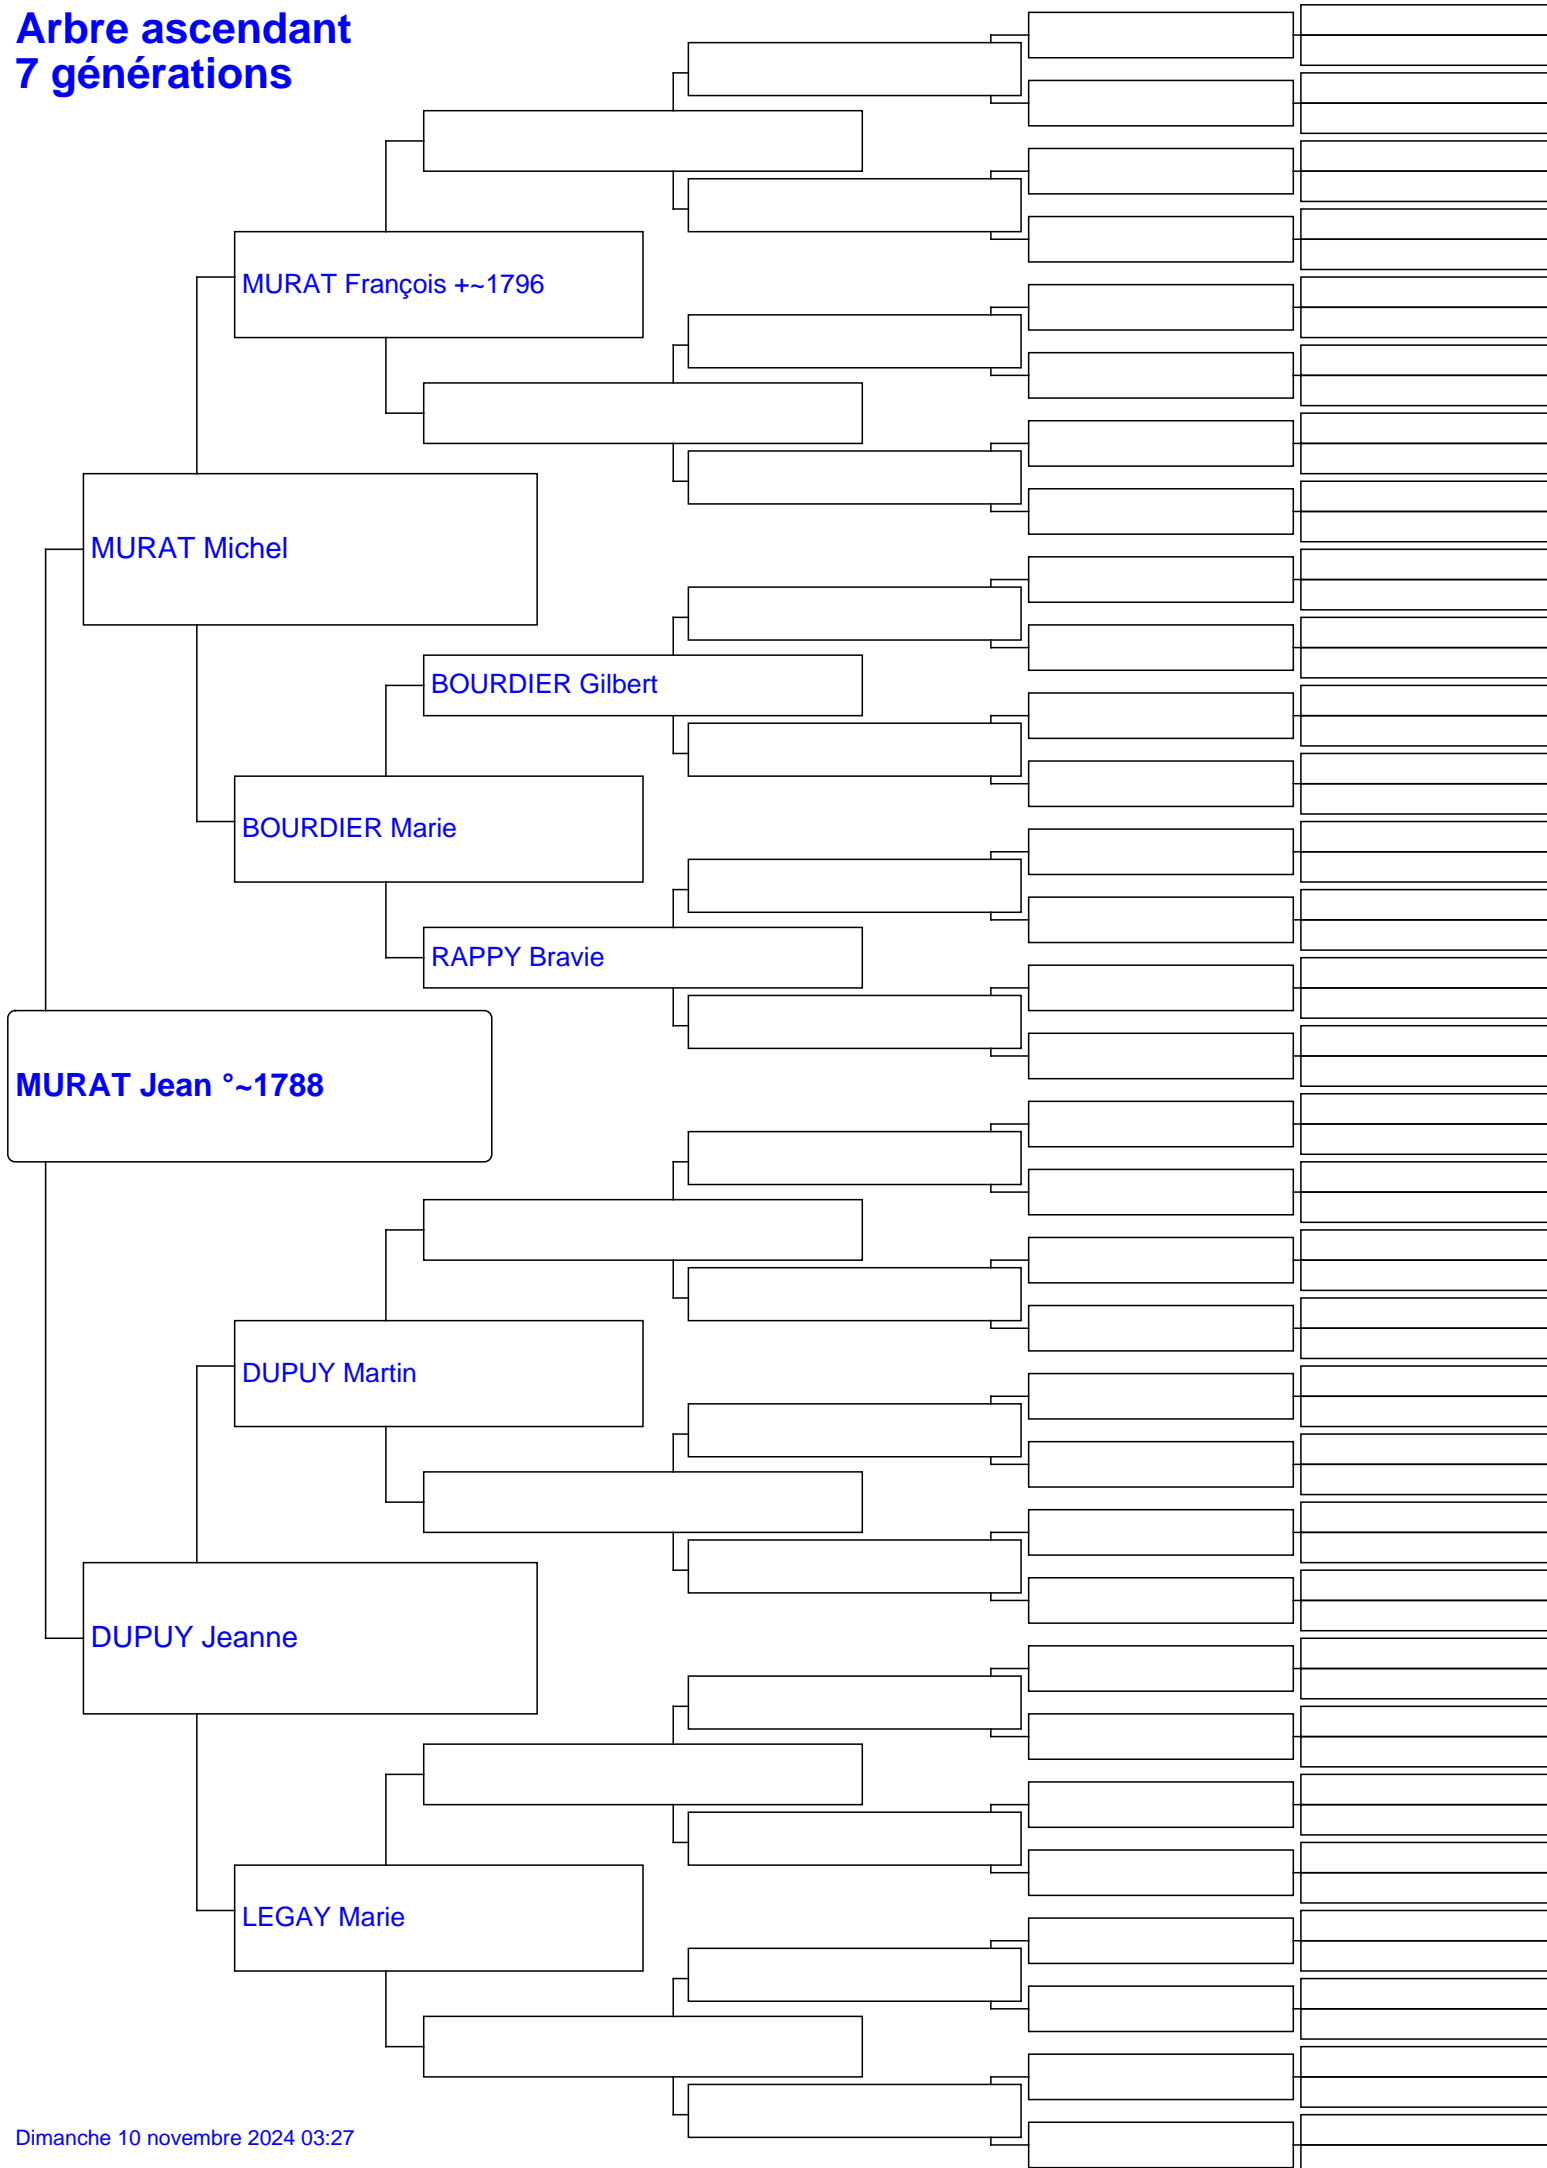 Arbre ascendant
7 générations
MURAT François +~1796
MURAT Michel
BOURDIER Gilbert
BOURDIER Marie
RAPPY Bravie
MURAT Jean °~1788
DUPUY Martin
DUPUY Jeanne
LEGAY Marie
Dimanche 10 novembre 2024 03:27